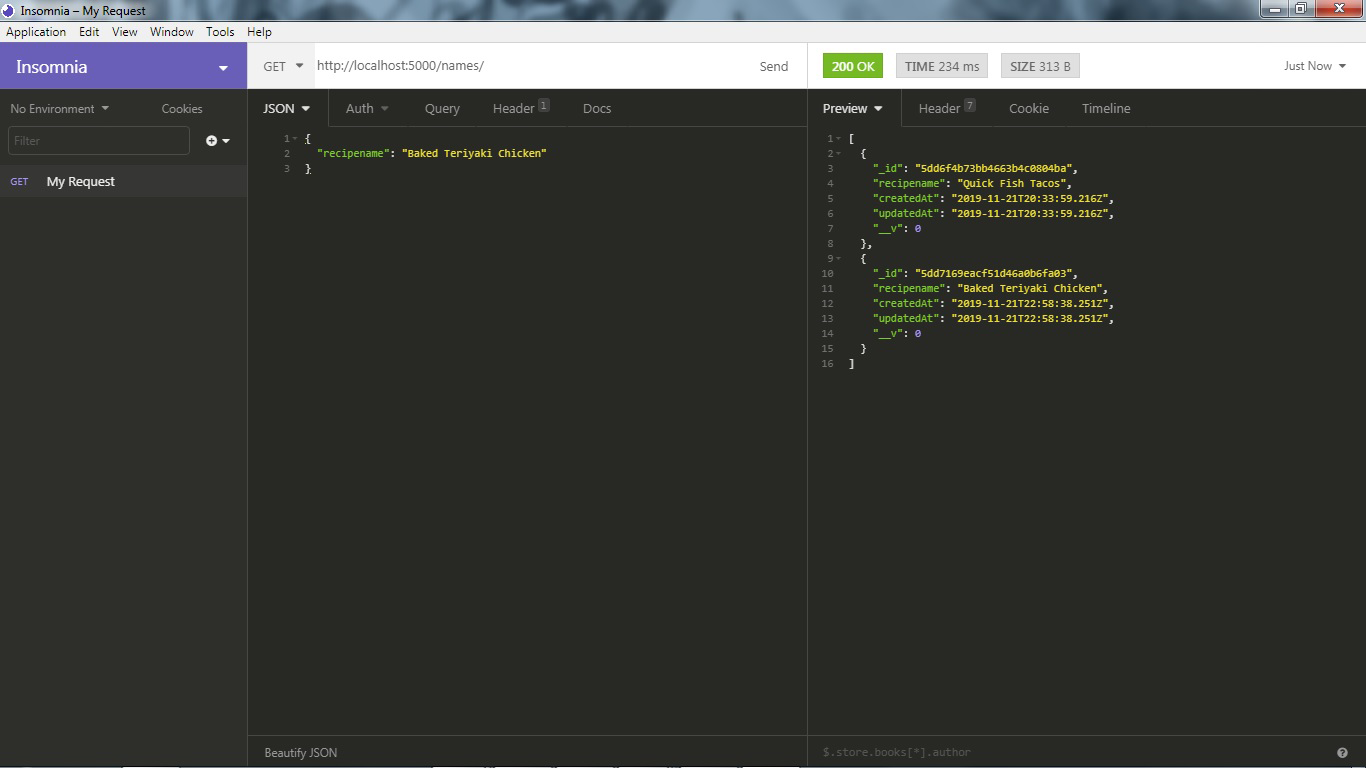 Insomnia – My Request
Application Edit View Window Tools Help
Insomnia
GET http://localhost:5000/names/ Send
200 OK TIME 234 ms SIZE 313 B Just Now
No Environment Cookies
JSON Auth Query Header 1 Docs
Preview Header 7 Cookie Timeline
Filter
GET My Request
1 {
2 "recipename": "Baked Teriyaki Chicken"
3 }
1 [
2 {
3 "_id": "5dd6f4b73bb4663b4c0804ba",
4 "recipename": "Quick Fish Tacos",
5 "createdAt": "2019-11-21T20:33:59.216Z",
6 "updatedAt": "2019-11-21T20:33:59.216Z",
7 "__v": 0
8 },
9 {
10 "_id": "5dd7169eacf51d46a0b6fa03",
11 "recipename": "Baked Teriyaki Chicken",
12 "createdAt": "2019-11-21T22:58:38.251Z",
13 "updatedAt": "2019-11-21T22:58:38.251Z",
14 "__v": 0
15 }
16 ]
Beautify JSON
$.store.books[*].author